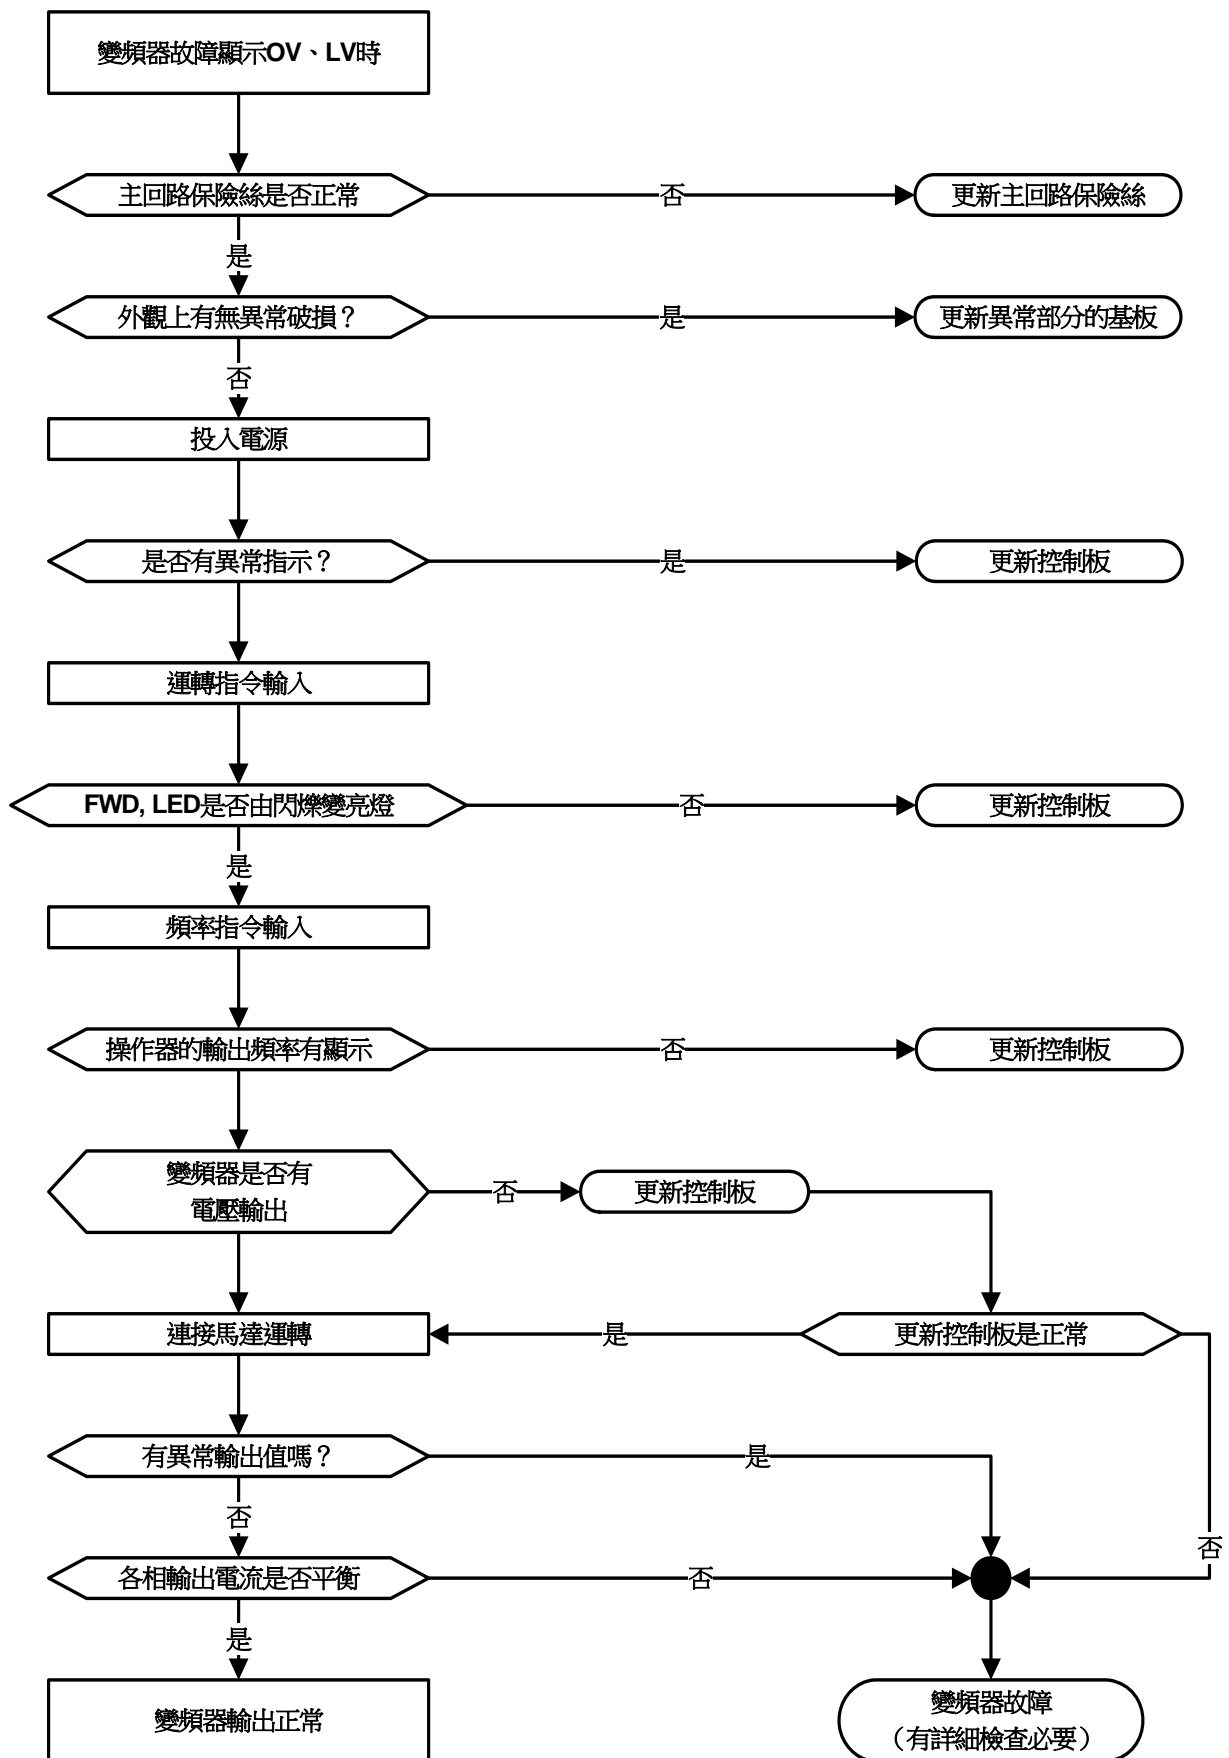 變頻器故障顯示OV、LV時
主回路保險絲是否正常
否
更新主回路保險絲
是
外觀上有無異常破損？
是
更新異常部分的基板
否
投入電源
是否有異常指示？
是
更新控制板
運轉指令輸入
FWD, LED是否由閃爍變亮燈
否
更新控制板
是
頻率指令輸入
操作器的輸出頻率有顯示
否
更新控制板
變頻器是否有
電壓輸出
否
更新控制板
連接馬達運轉
是
更新控制板是正常
有異常輸出值嗎？
是
否
否
各相輸出電流是否平衡
否
是
變頻器輸出正常
變頻器故障
（有詳細檢查必要）